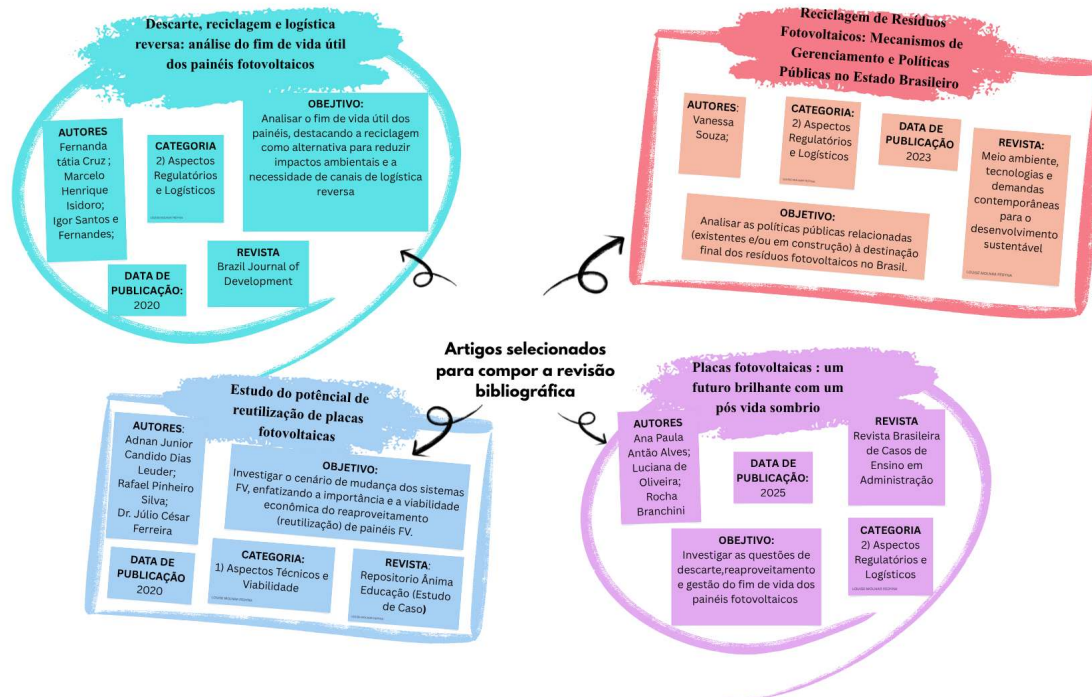 Descarte, reciclagem e logística
reversa: análise do fim de vida útil
dos painéis fotovoltaicos
AUTORES
Fernanda
tátia Cruz ;
Marcelo
Henrique
Isidoro;
Igor Santos e
Fernandes;
CATEGORIA
2) Aspectos
Regulatórios
e Logísticos
OBEJTIVO:
Analisar o fim de vida útil dos
painéis, destacando a reciclagem
como alternativa para reduzir
impactos ambientais e a
necessidade de canais de logística
reversa
DATA DE
PUBLICAÇÃO:
2020
REVISTA
Brazil Journal of
Development
Reciclagem de Resíduos
Fotovoltaicos: Mecanismos de
Gerenciamento e Políticas
Públicas no Estado Brasileiro
AUTORES:
Vanessa
Souza;
CATEGORIA:
2) Aspectos
Regulatórios
e Logísticos
DATA DE
PUBLICAÇÃO
2023
REVISTA:
Meio ambiente,
tecnologias e
demandas
contemporâneas
para o
desenvolvimento
sustentável
OBJETIVO:
Analisar as políticas públicas relacionadas
(existentes e/ou em construção) à destinação
final dos resíduos fotovoltaicos no Brasil.
Artigos selecionados
para compor a revisão
bibliográfica
Estudo do potêncial de
reutilização de placas
fotovoltaicas
AUTORES:
Adnan Junior
Candido Dias
Leuder;
Rafael Pinheiro
Silva;
Dr. Júlio César
Ferreira
OBJETIVO:
Investigar o cenário de mudança dos sistemas
FV, enfatizando a importância e a viabilidade
econômica do reaproveitamento
(reutilização) de painéis FV.
DATA DE
PUBLICAÇÃO
2020
CATEGORIA:
1) Aspectos Técnicos e
Viabilidade
REVISTA:
Repositorio Ânima
Educação (Estudo
de Caso)
Placas fotovoltaicas : um
futuro brilhante com um
pós vida sombrio
AUTORES
Ana Paula
Antão Alves;
Luciana de
Oliveira;
Rocha
Branchini
DATA DE
PUBLICAÇÃO:
2025
REVISTA
Revista Brasileira
de Casos de
Ensino em
Administração
OBEJTIVO:
Investigar as questões de
descarte,reaproveitamento
e gestão do fim de vida dos
painéis fotovoltaicos
CATEGORIA
2) Aspectos
Regulatórios e
Logísticos